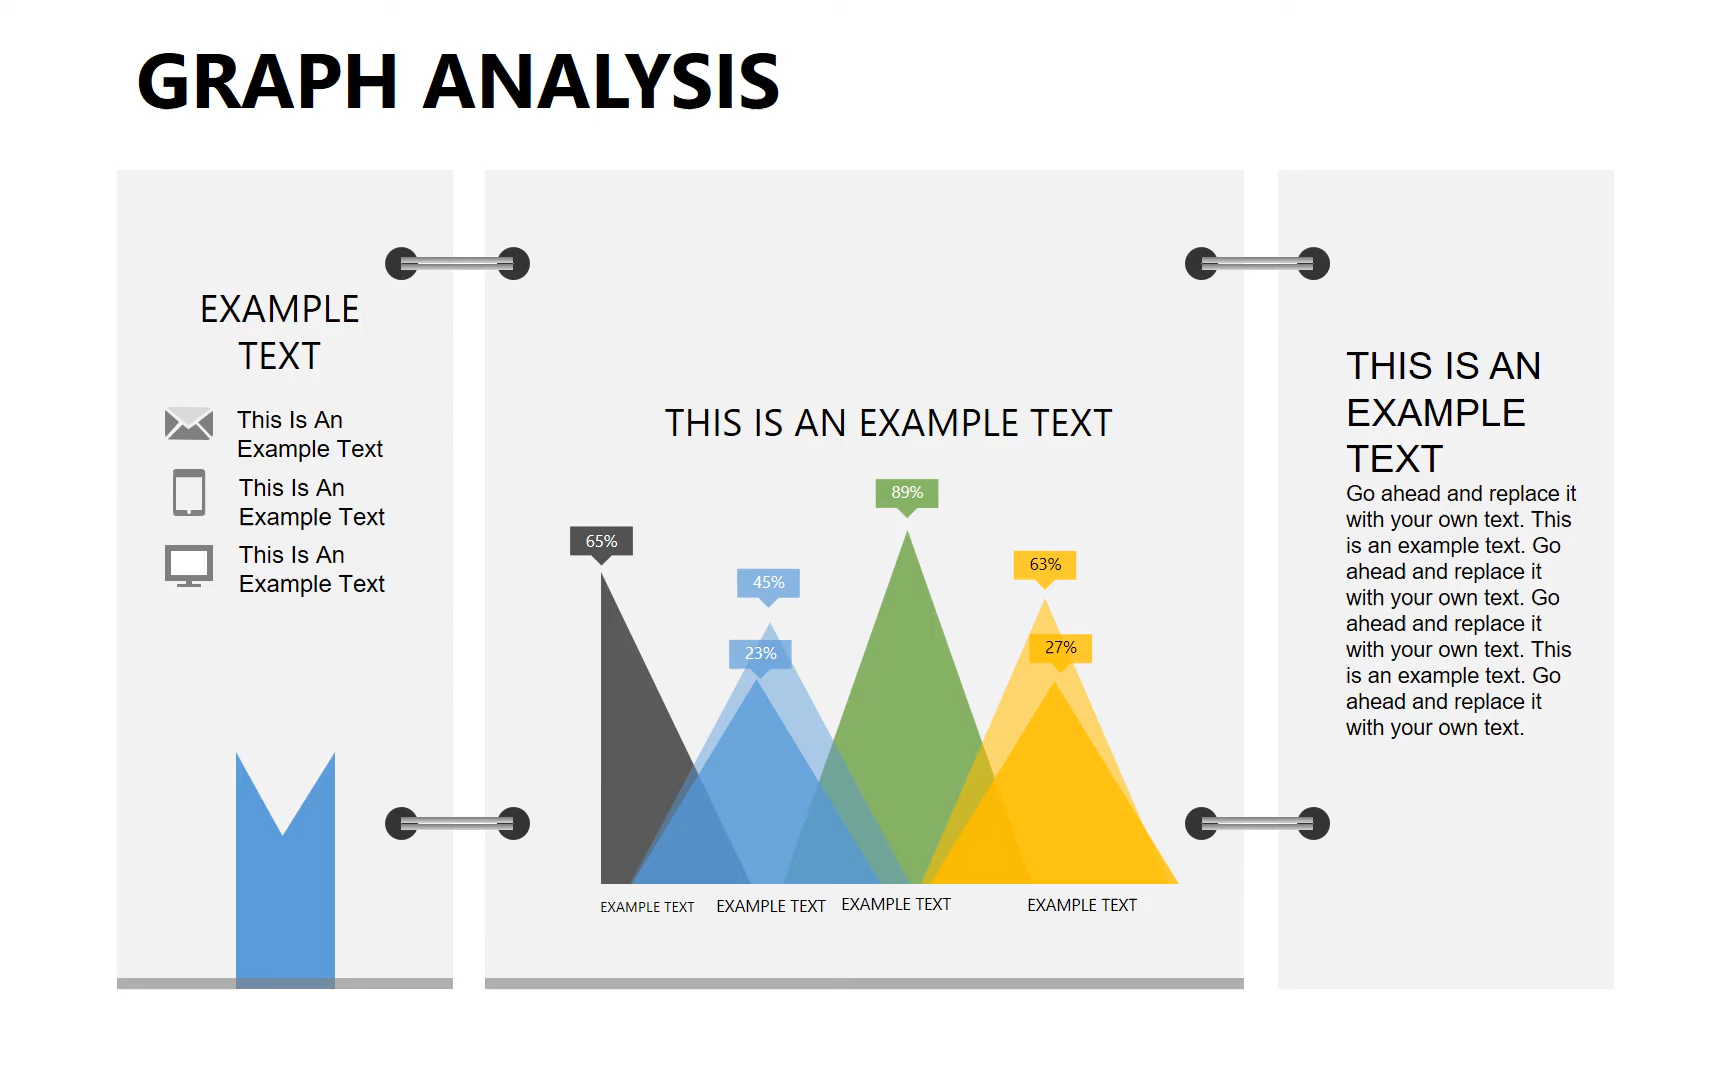 GRAPH ANALYSIS
EXAMPLE
TEXT
This Is An
Example Text
This Is An
Example Text
This Is An
Example Text
THIS IS AN EXAMPLE TEXT
89%
65%
63%
45%
27%
23%
EXAMPLE TEXT
EXAMPLE TEXT
EXAMPLE TEXT
EXAMPLE TEXT
THIS IS AN
EXAMPLE
TEXT
Go ahead and replace it
with your own text. This
is an example text. Go
ahead and replace it
with your own text. Go
ahead and replace it
with your own text. This
is an example text. Go
ahead and replace it
with your own text.